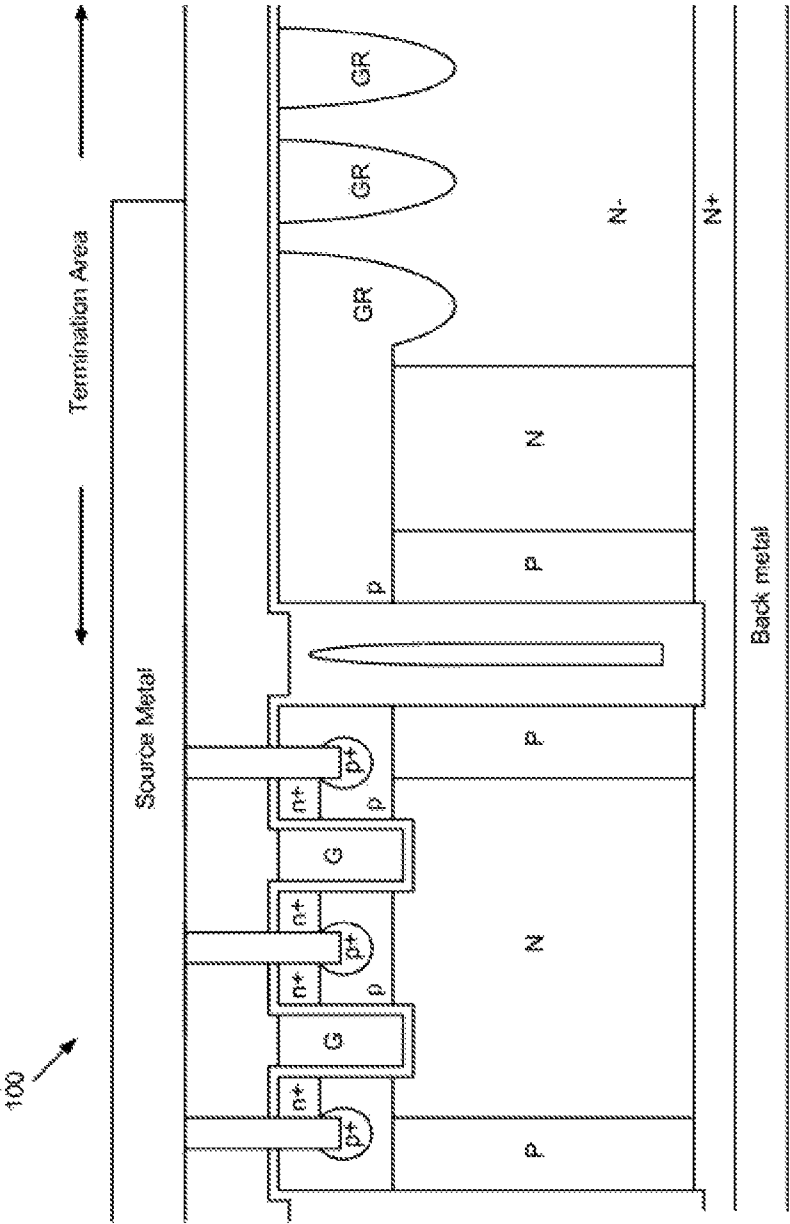 100
Termination Area
Source Metal
n+ n+ n+ n+
G G
p+ p+ p+ GR GR GR
p p p
P N P P N
N-
N+
Back metal